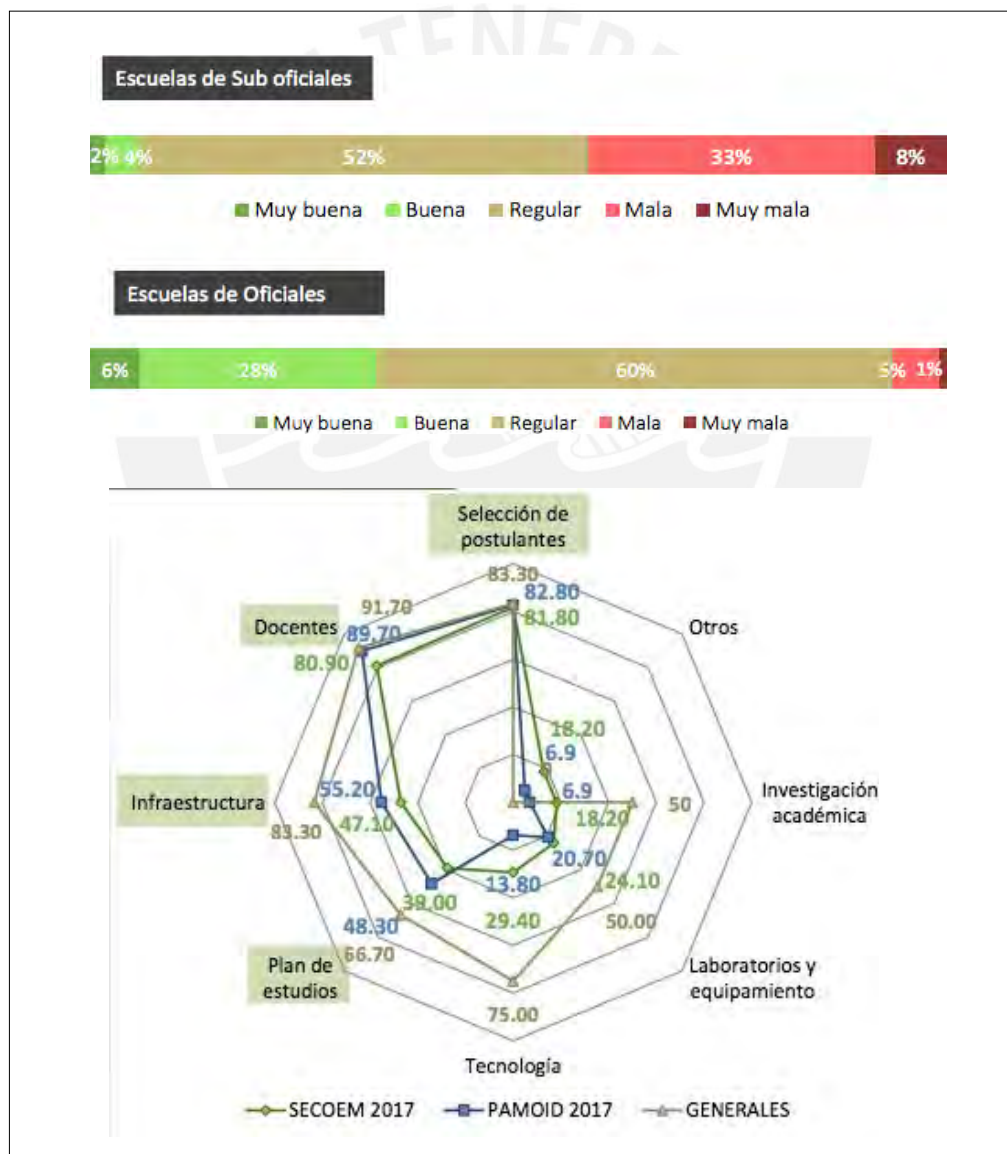 TENEB
Escuelas de Sub oficiales
2% 4% 52% 33% 8%
Muy buena Buena Regular Mala Muy mala
Escuelas de Oficiales
6% 28% 60% 5% 1%
Muy buena Buena Regular Mala Muy mala
Selección de
postulantes
83.30
82.80
81.80
91.70
Docentes
89.70
80.90
Otros
18.20
6.9
Infraestructura
55.20
47.10
83.30
6.9
18.20
50
Investigación
académica
20.70
24.10
50.00
13.80
29.40
39.00
48.30
66.70
Plan de
estudios
Laboratorios y
equipamiento
75.00
Tecnología
SECOEM 2017 PAMOID 2017 GENERALES